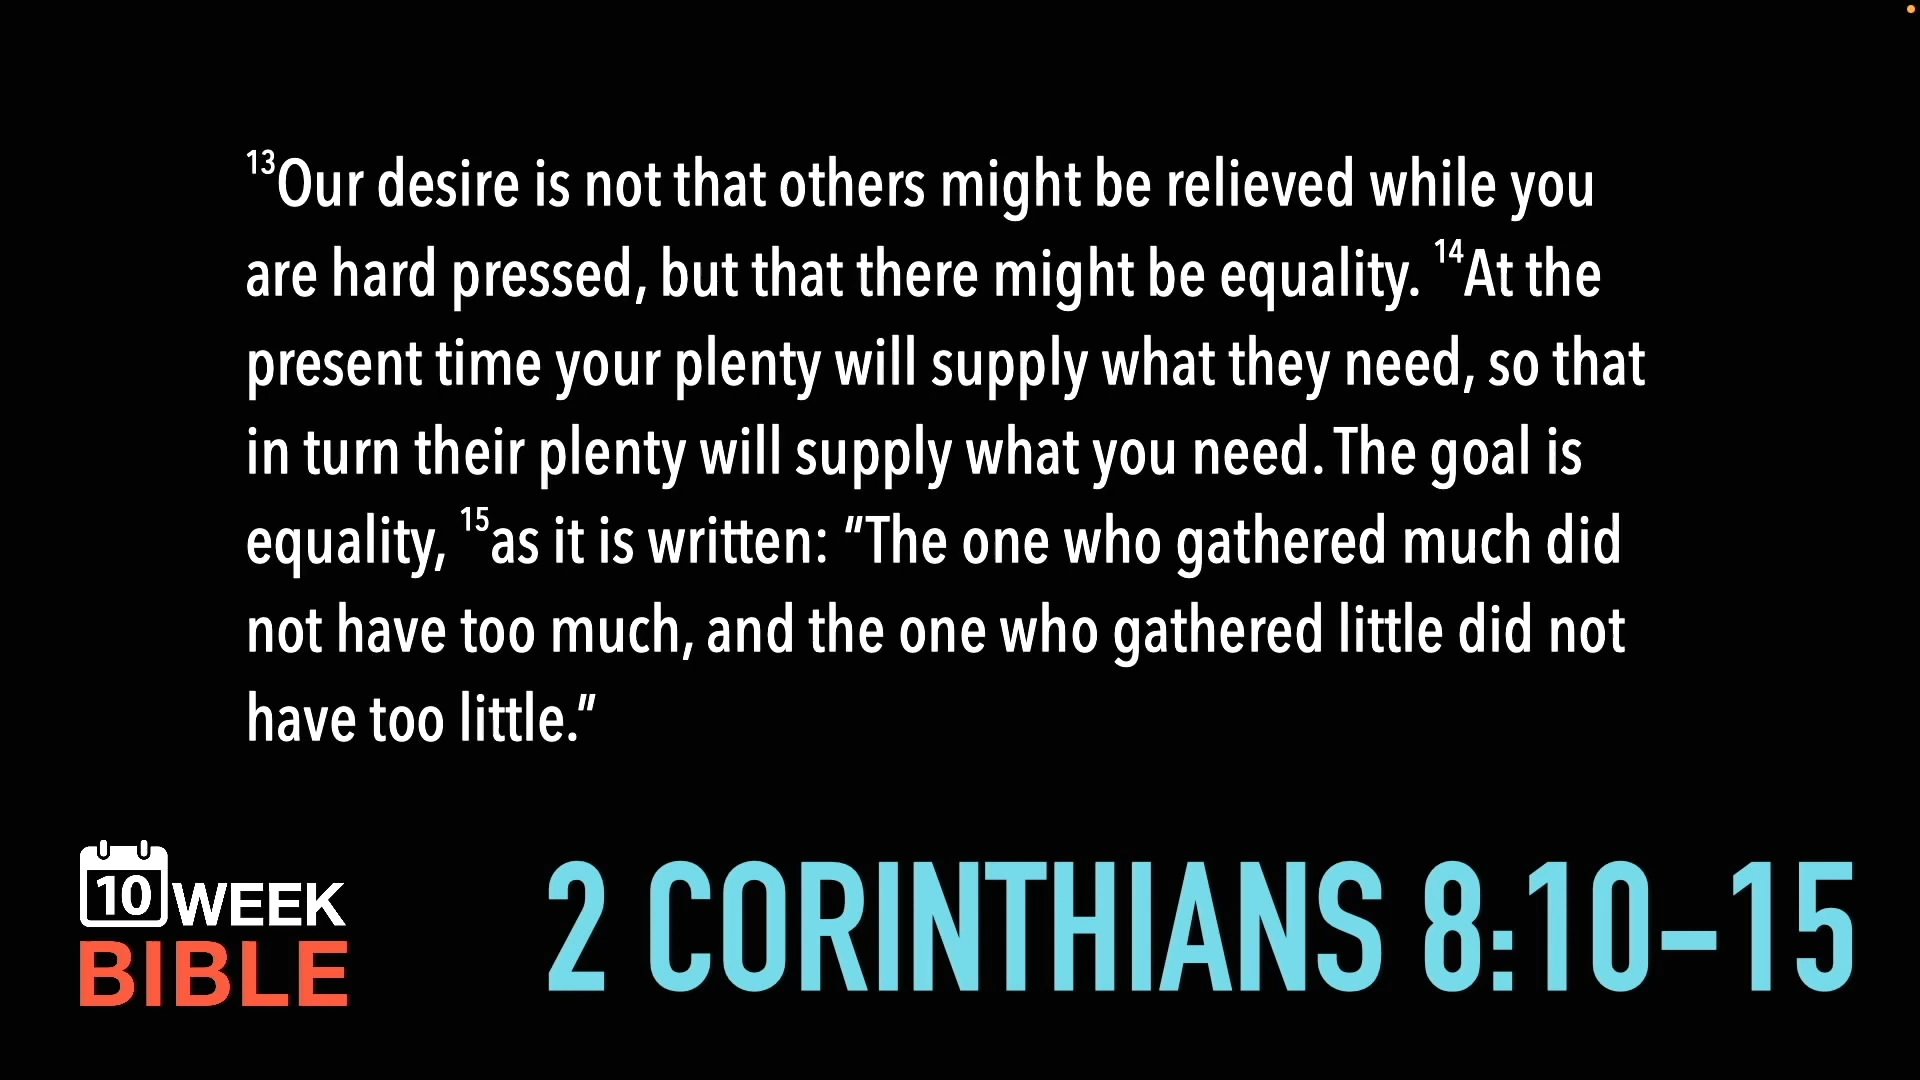 ¹³Our desire is not that others might be relieved while you
are hard pressed, but that there might be equality. ¹⁴At the
present time your plenty will supply what they need, so that
in turn their plenty will supply what you need. The goal is
equality, ¹⁵as it is written: “The one who gathered much did
not have too much, and the one who gathered little did not
have too little.”
10 WEEK
BIBLE
2 CORINTHIANS 8:10–15